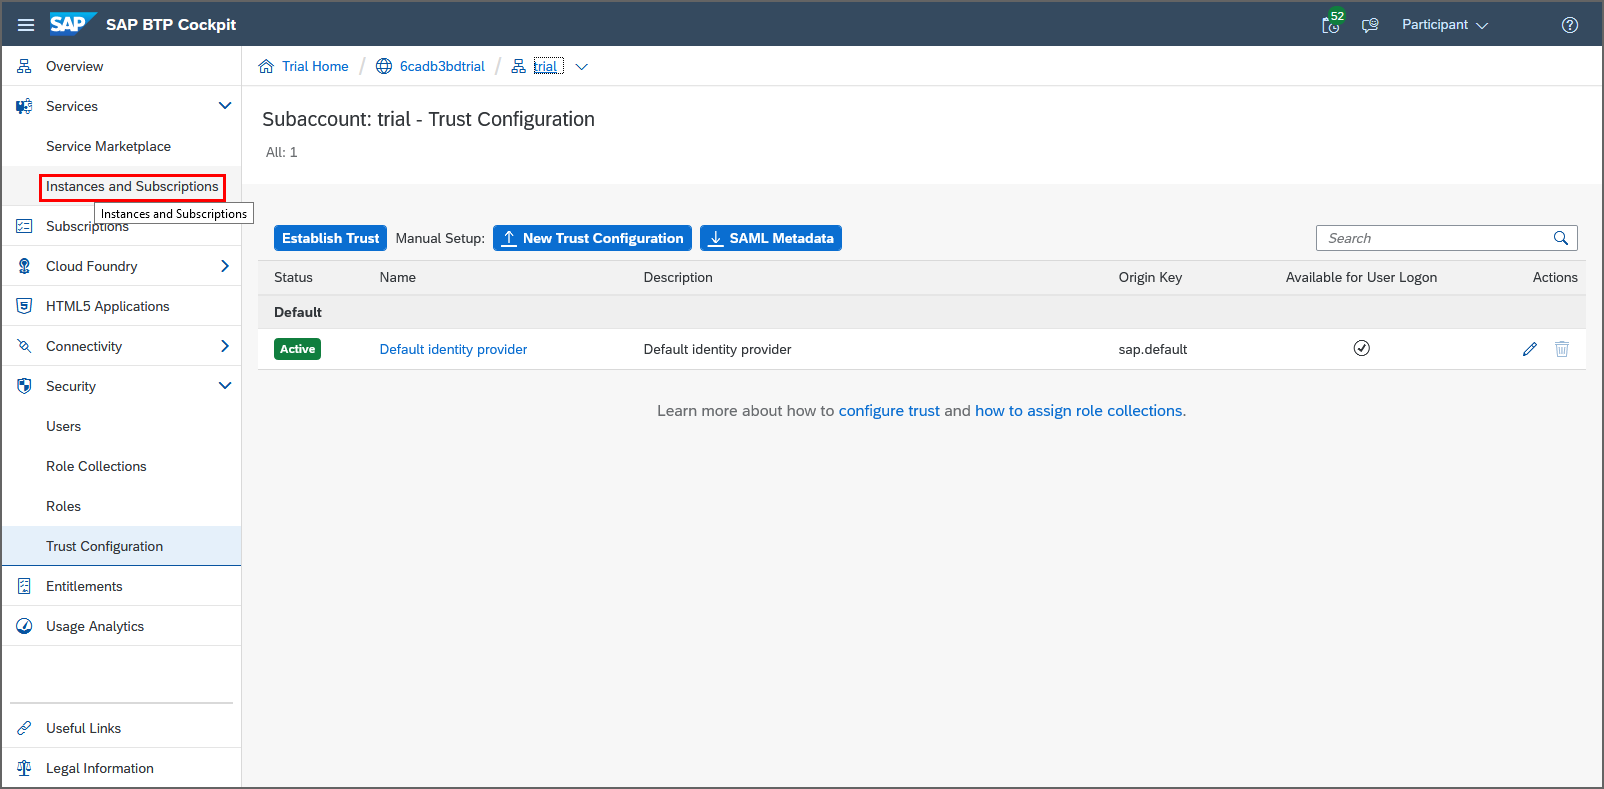 SAP SAP BTP Cockpit
52
Participant
Overview
Services
Service Marketplace
Instances and Subscriptions
Instances and Subscriptions
Subscriptions
Cloud Foundry
HTML5 Applications
Connectivity
Security
Users
Role Collections
Roles
Trust Configuration
Entitlements
Usage Analytics
Useful Links
Legal Information
Trial Home / 6cadb3bdtrial / trial
Subaccount: trial - Trust Configuration
All: 1
Establish Trust Manual Setup: New Trust Configuration SAML Metadata Search
Status Name Description Origin Key Available for User Logon Actions
Default
Active Default identity provider Default identity provider sap.default
Learn more about how to configure trust and how to assign role collections.